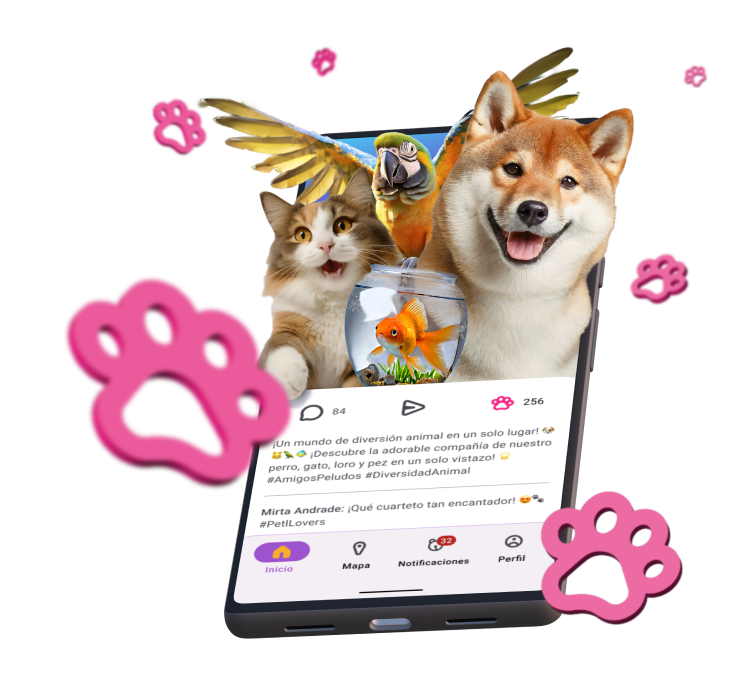 84
256
¡Un mundo de diversión animal en un solo lugar! 🐶
🐱🦜🐠 ¡Descubre la adorable compañía de nuestro
perro, gato, loro y pez en un solo vistazo! 🌟
#AmigosPeludos #DiversidadAnimal
Mirta Andrade: ¡Qué cuarteto tan encantador! 😍🐾
#PetlLovers
32
Inicio
Mapa
Notificaciones
Perfil